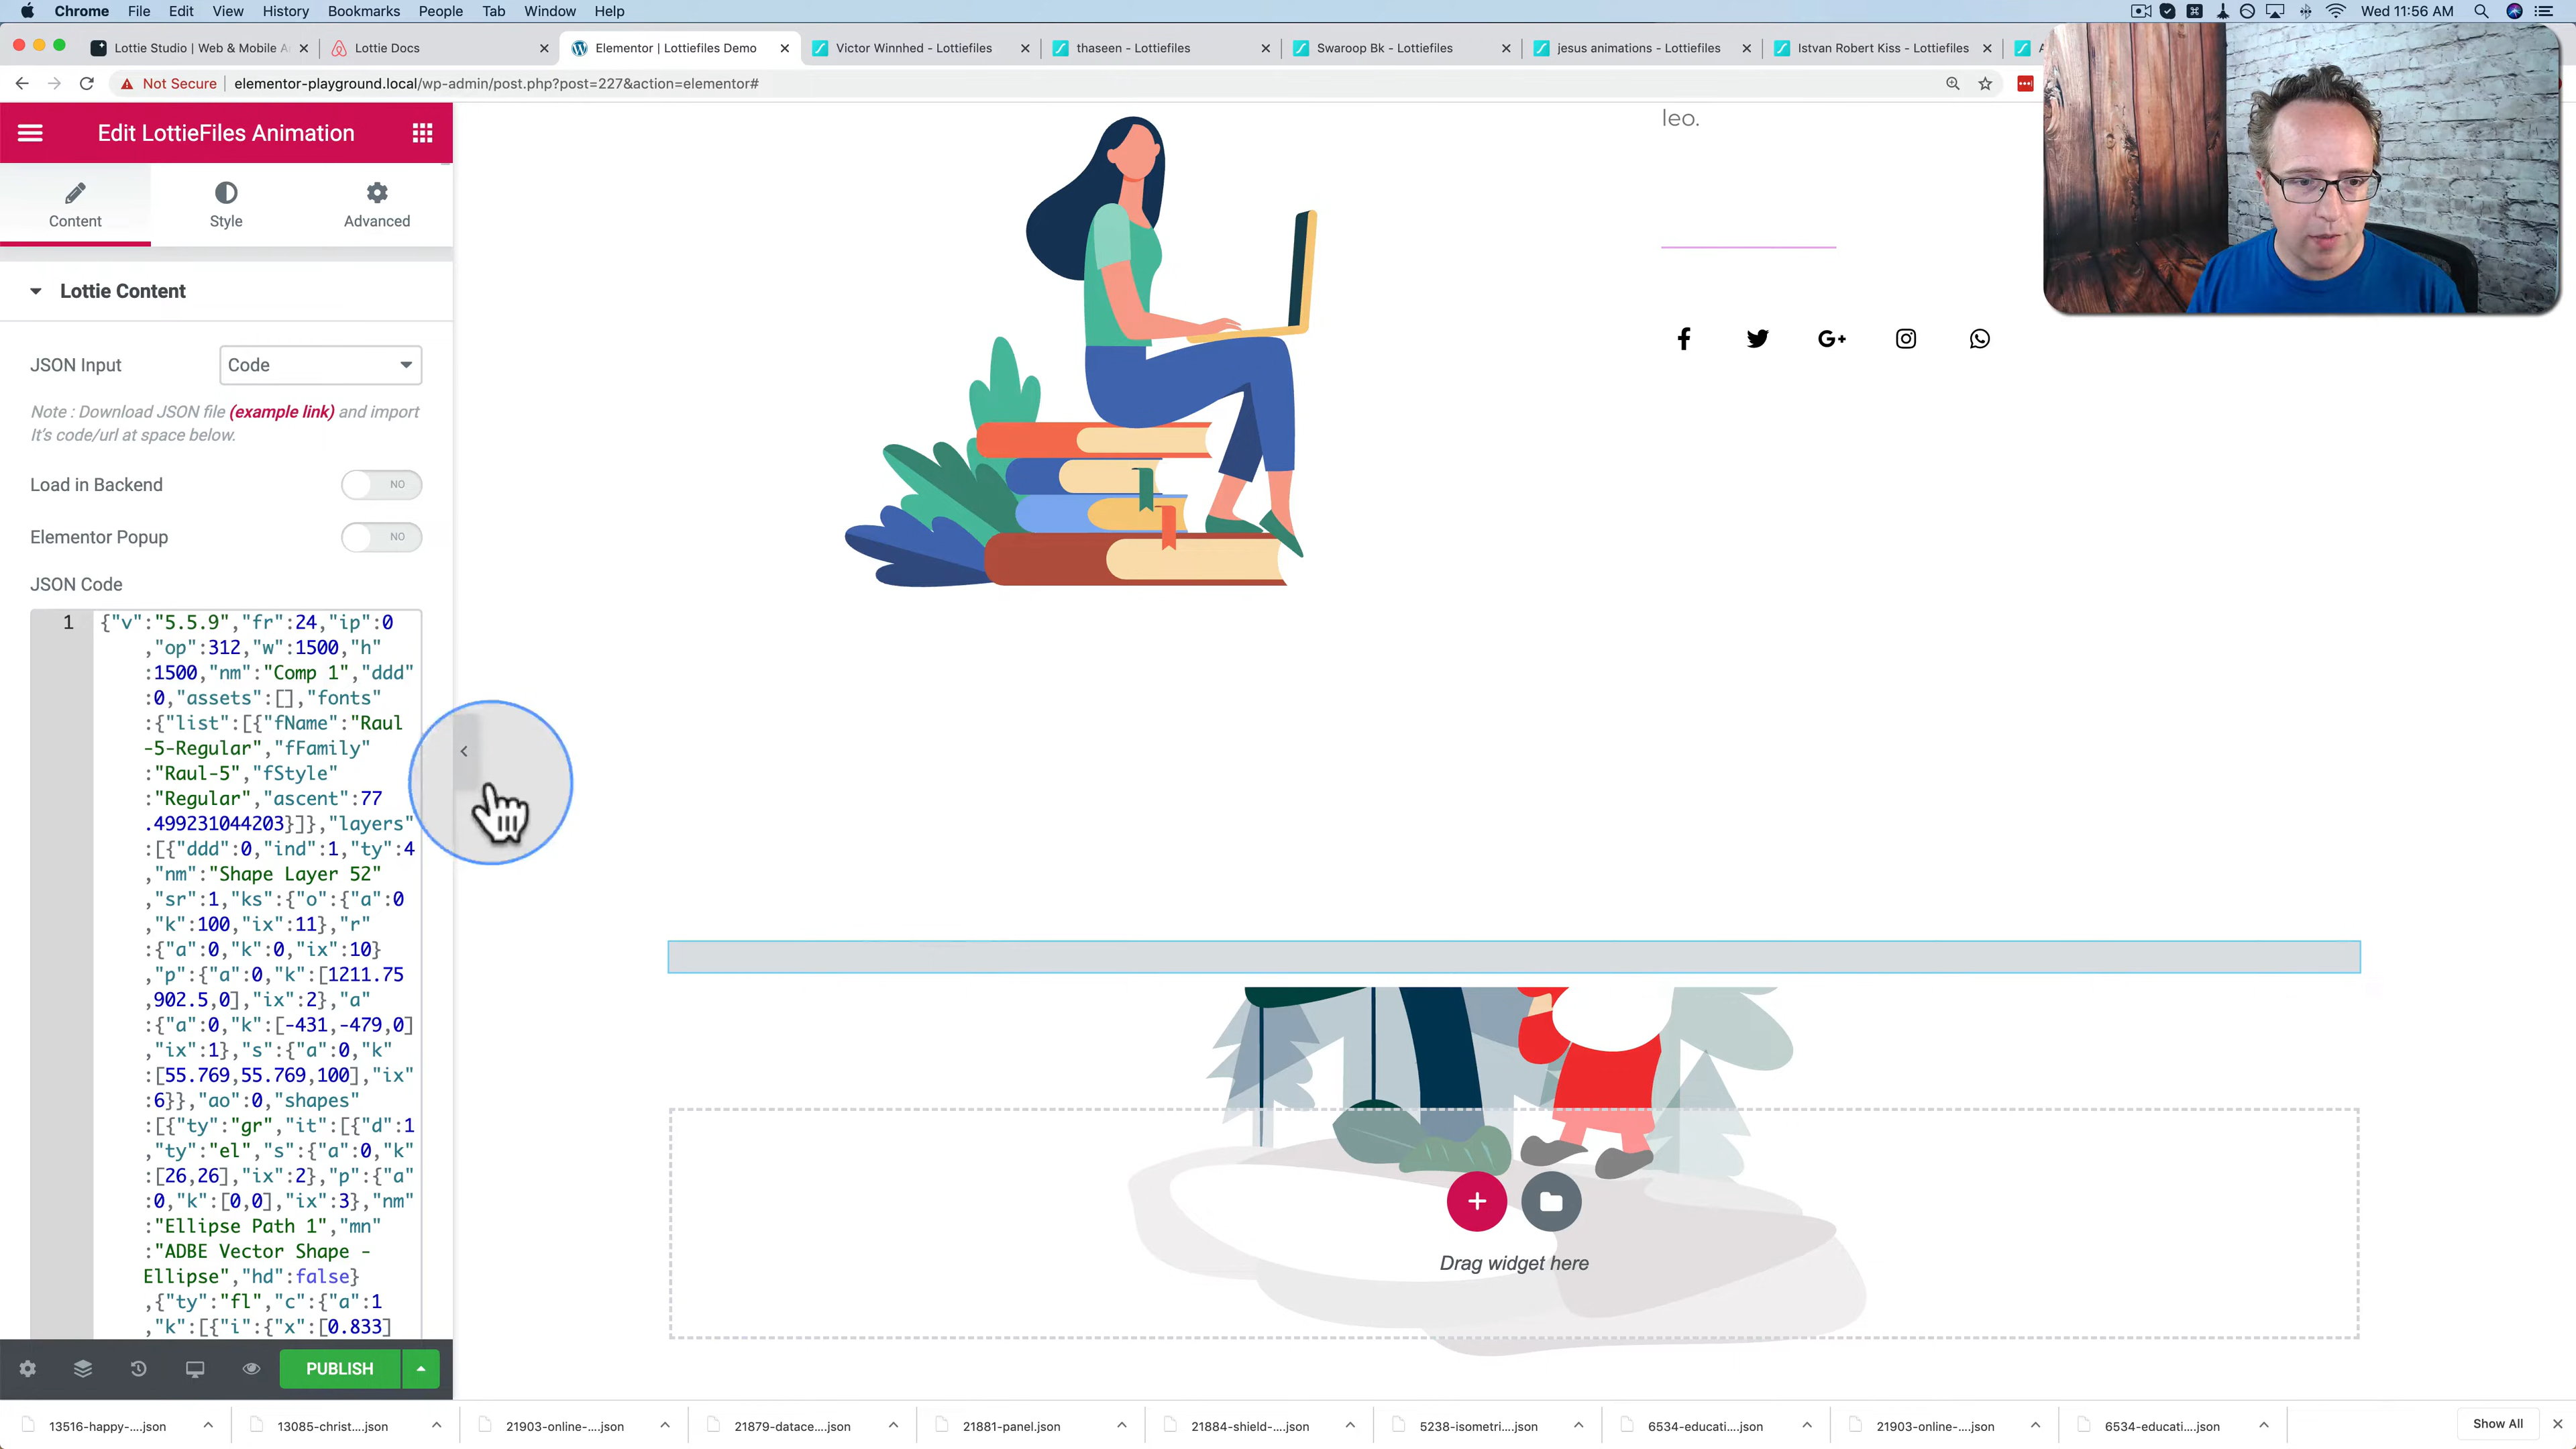 Chrome File Edit View History Bookmarks People Tab Window Help Wed 11:56 AM
Lottie Studio | Web & Mobile A Lottie Docs Elementor | Lottiefiles Demo Victor Winnhed - Lottiefiles thaseen - Lottiefiles Swaroop Bk - Lottiefiles jesus animations - Lottiefiles Istvan Robert Kiss - Lottiefiles
Not Secure elementor-playground.local/wp-admin/post.php?post=227&action=elementor#
Edit LottieFiles Animation
leo.
Content Style Advanced
Lottie Content
JSON Input Code
Note : Download JSON file (example link) and import
It's code/url at space below.
Load in Backend NO
Elementor Popup NO
JSON Code
1 {"v":"5.5.9","fr":24,"ip":0
,"op":312,"w":1500,"h"
:1500,"nm":"Comp 1","ddd"
:0,"assets":[],"fonts"
:{"list":[{"fName":"Raul
-5-Regular","fFamily"
:"Raul-5","fStyle"
:"Regular","ascent":77
.499231044203}]},"layers"
:[{"ddd":0,"ind":1,"ty":4
,"nm":"Shape Layer 52"
,"sr":1,"ks":{"o":{"a":0
,"k":100,"ix":11},"r"
:{"a":0,"k":0,"ix":10}
,"p":{"a":0,"k":[1211.75
,902.5,0],"ix":2},"a"
:{"a":0,"k":[-431,-479,0]
,"ix":1},"s":{"a":0,"k"
:[55.769,55.769,100],"ix"
:6}},"ao":0,"shapes"
:[{"ty":"gr","it":[{"d":1
,"ty":"el","s":{"a":0,"k"
:[26,26],"ix":2},"p":{"a"
:0,"k":[0,0],"ix":3},"nm"
:"Ellipse Path 1","mn"
:"ADBE Vector Shape -
Ellipse","hd":false}
,{"ty":"fl","c":{"a":1
,"k":[{"i":{"x":[0.833]
Drag widget here
PUBLISH
13516-happy-....json 13085-christ....json 21903-online-....json 21879-datace....json 21881-panel.json 21884-shield-....json 5238-isometri....json 6534-educati....json 21903-online-....json 6534-educati....json Show All